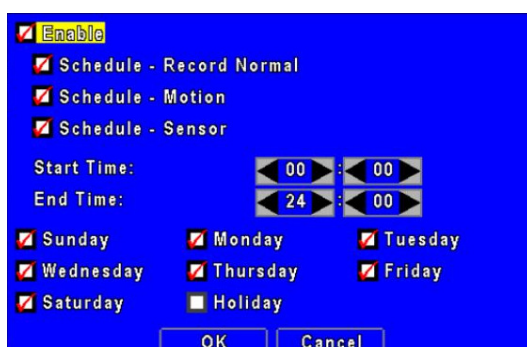 Enable
Schedule - Record Normal
Schedule - Motion
Schedule - Sensor
Start Time: 00 : 00
End Time: 24 : 00
Sunday Monday Tuesday
Wednesday Thursday Friday
Saturday Holiday
OK Cancel